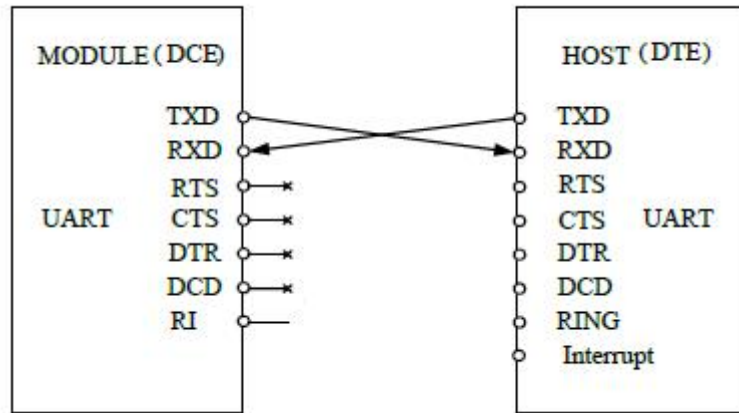 MODULE(DCE)
TXD
RXD
RTS
UART
CTS
DTR
DCD
RI
HOST (DTE)
TXD
RXD
RTS
CTS
UART
DTR
DCD
RING
Interrupt